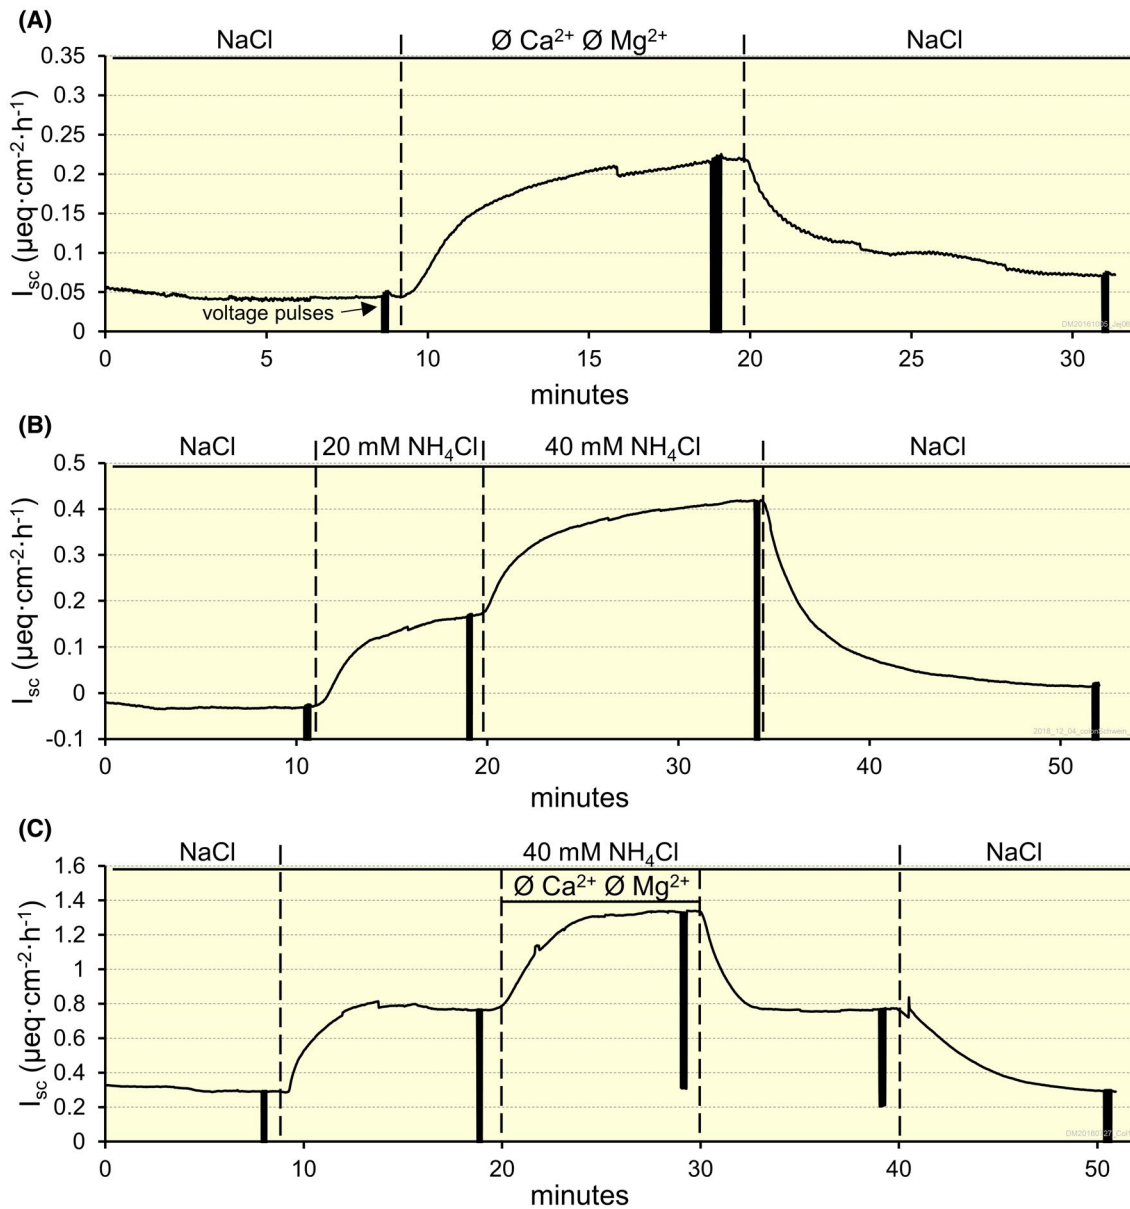 (A)
NaCl Ø Ca²⁺ Ø Mg²⁺ NaCl
0.35
0.3
0.25
0.2
0.15
0.1
0.05
0
Isc (µeq·cm⁻²·h⁻¹)
voltage pulses
0 5 10 15 20 25 30
minutes
(B)
NaCl 20 mM NH₄Cl 40 mM NH₄Cl NaCl
0.5
0.4
0.3
0.2
0.1
0
-0.1
Isc (µeq·cm⁻²·h⁻¹)
0 10 20 30 40 50
minutes
(C)
NaCl 40 mM NH₄Cl NaCl
Ø Ca²⁺ Ø Mg²⁺
1.6
1.4
1.2
1
0.8
0.6
0.4
0.2
0
Isc (µeq·cm⁻²·h⁻¹)
0 10 20 30 40 50
minutes